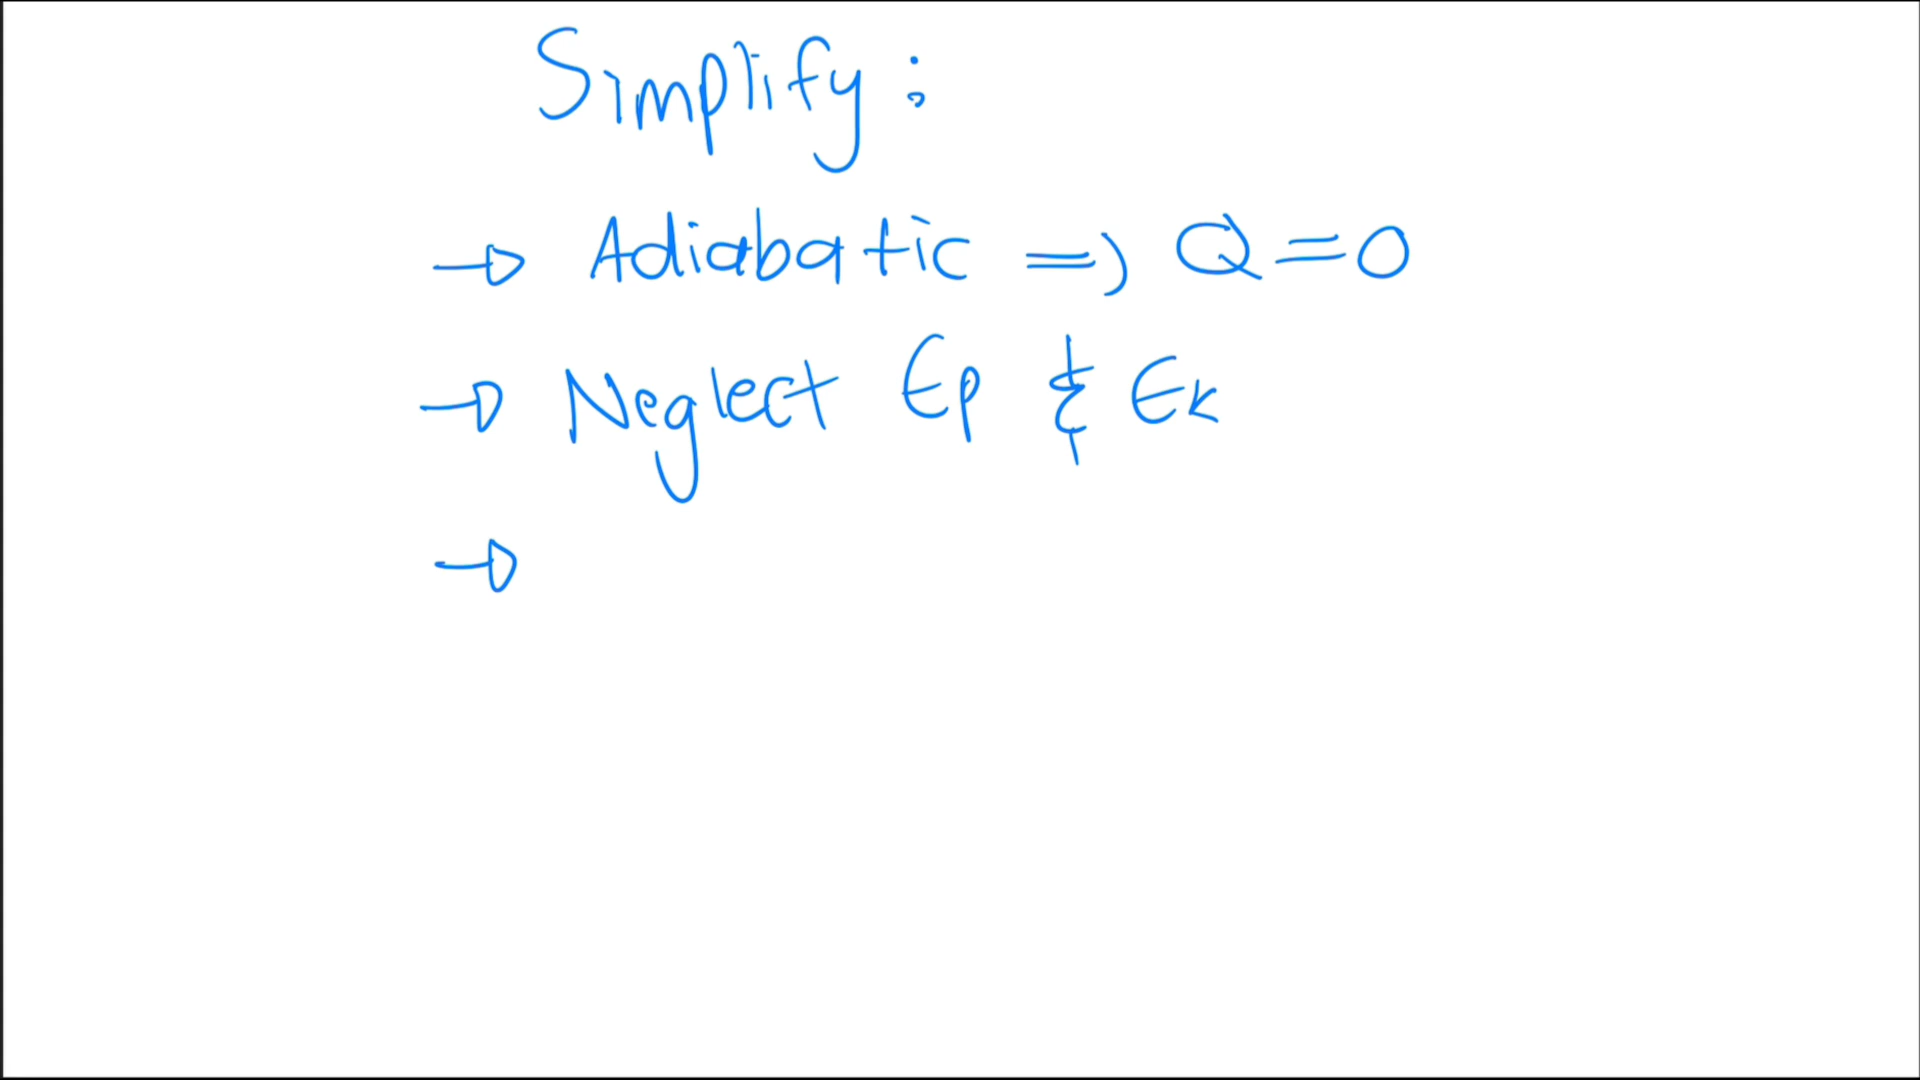 Simplify:
→ Adiabatic => Q=0
→ Neglect Ep & Ek
→